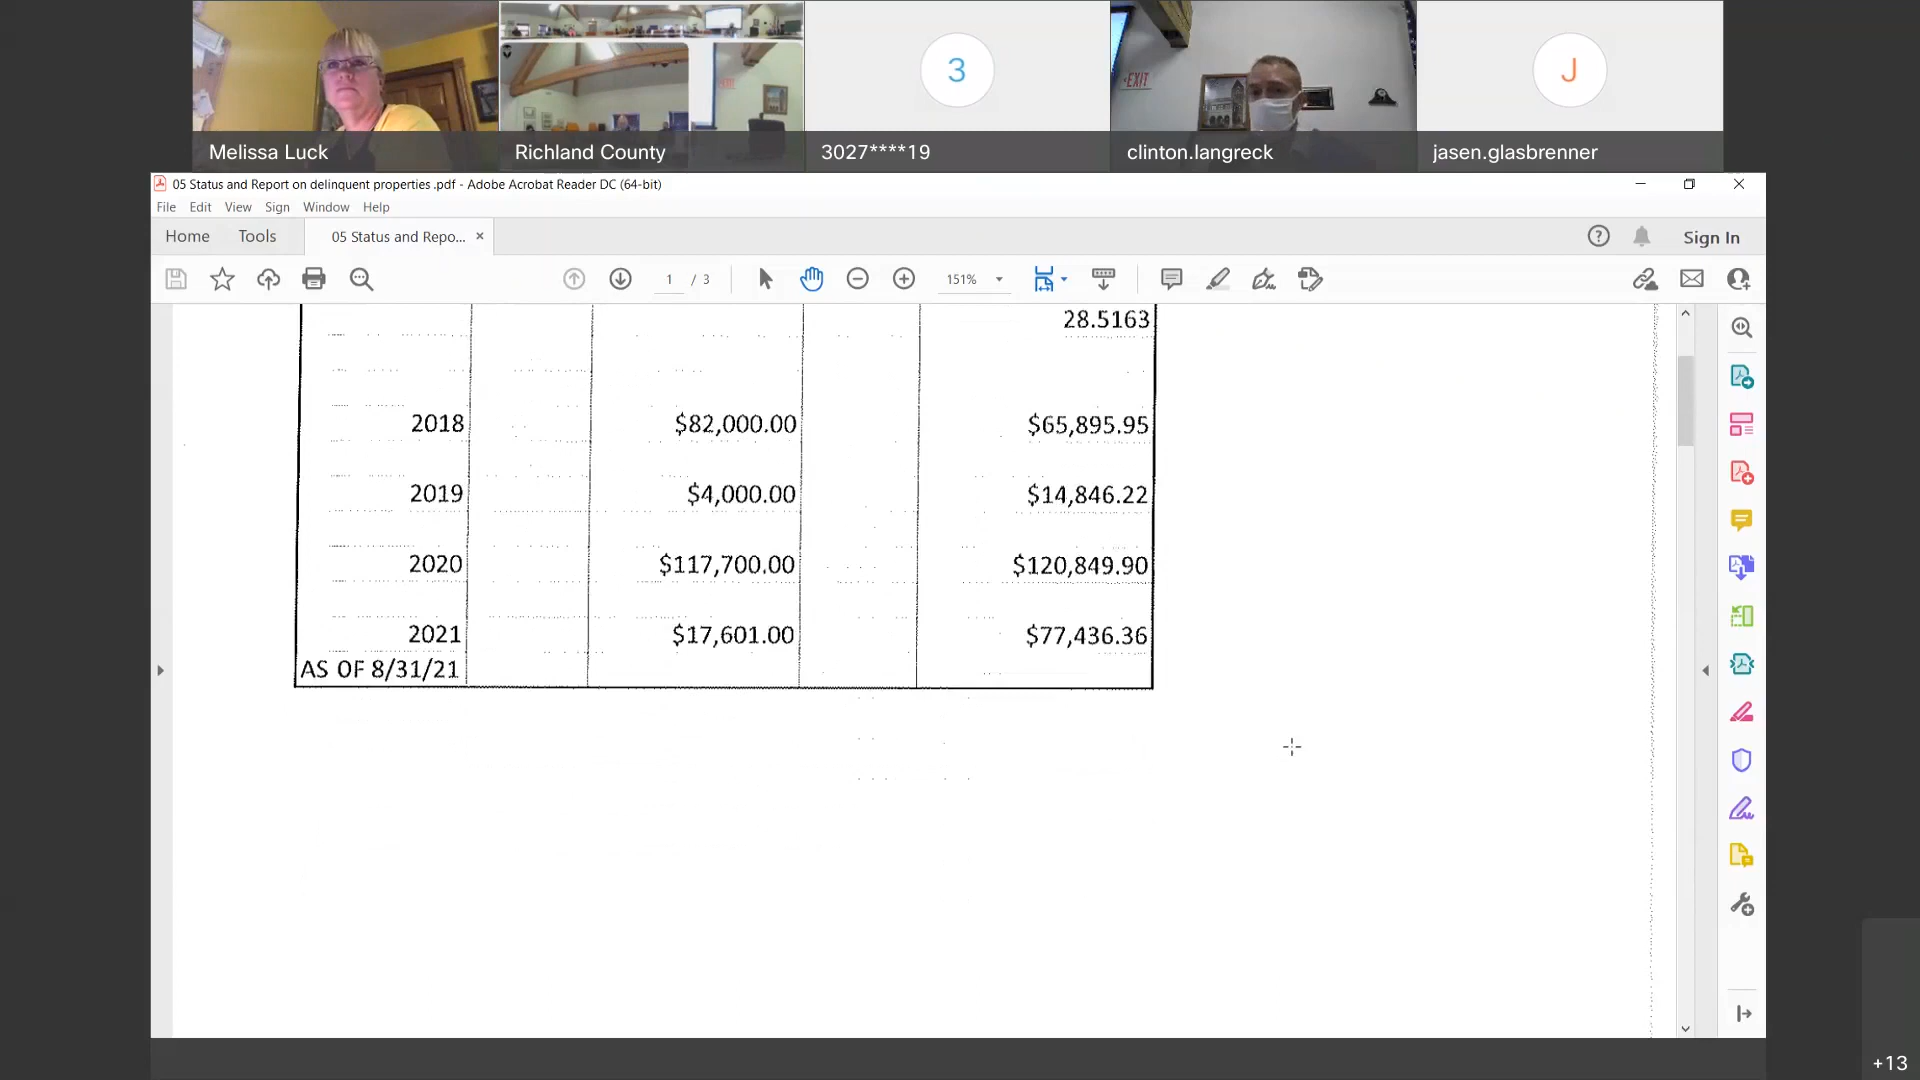 EXIT
3
EXIT
J
Melissa Luck
Richland County
3027****19
clinton.langreck
jasen.glasbrenner
05 Status and Report on delinquent properties .pdf - Adobe Acrobat Reader DC (64-bit)
File Edit View Sign Window Help
Home Tools 05 Status and Repo... × Sign In
1 / 3 151%
28.5163
2018 $82,000.00 $65,895.95
2019 $4,000.00 $14,846.22
2020 $117,700.00 $120,849.90
2021 $17,601.00 $77,436.36
AS OF 8/31/21
+13